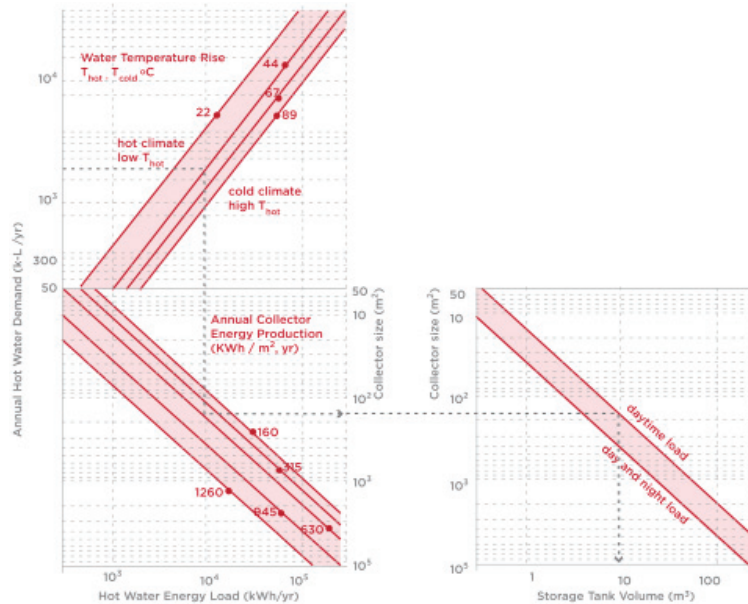 Water Temperature Rise
T hot - T cold °C
10⁴
44
67
22
89
hot climate
low T hot
cold climate
high T hot
10³
300
50
Annual Hot Water Demand (k-L /yr)
50
10
Annual Collector
Energy Production
(KWh / m², yr)
Collector size (m²)
10²
160
315
10³
1260
945
630
10⁵
10³
10⁴
10⁵
Hot Water Energy Load (kWh/yr)
50
10
Collector size (m²)
10²
daytime load
day and night load
10³
10⁵
1
10
100
Storage Tank Volume (m³)